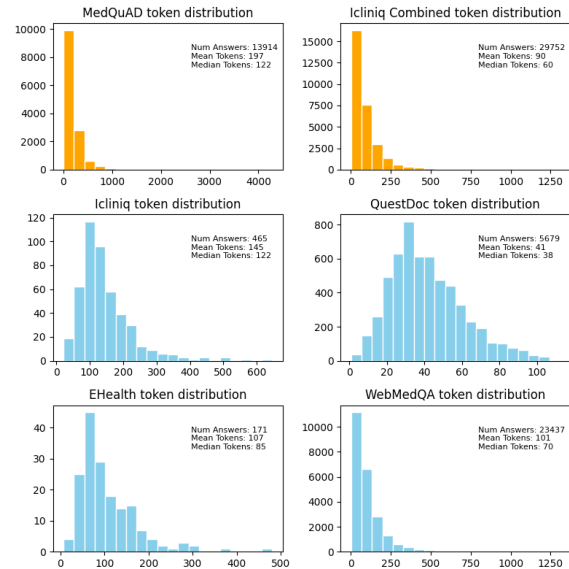 MedQuAD token distribution
Num Answers: 13914
Mean Tokens: 197
Median Tokens: 122
10000
8000
6000
4000
2000
0
0 1000 2000 3000 4000
Icliniq Combined token distribution
Num Answers: 29752
Mean Tokens: 90
Median Tokens: 60
15000
12500
10000
7500
5000
2500
0
0 250 500 750 1000 1250
Icliniq token distribution
Num Answers: 465
Mean Tokens: 145
Median Tokens: 122
120
100
80
60
40
20
0
0 100 200 300 400 500 600
QuestDoc token distribution
Num Answers: 5679
Mean Tokens: 41
Median Tokens: 38
800
600
400
200
0
0 20 40 60 80 100
EHealth token distribution
Num Answers: 171
Mean Tokens: 107
Median Tokens: 85
40
30
20
10
0
0 100 200 300 400 500
WebMedQA token distribution
Num Answers: 23437
Mean Tokens: 101
Median Tokens: 70
10000
8000
6000
4000
2000
0
0 250 500 750 1000 1250